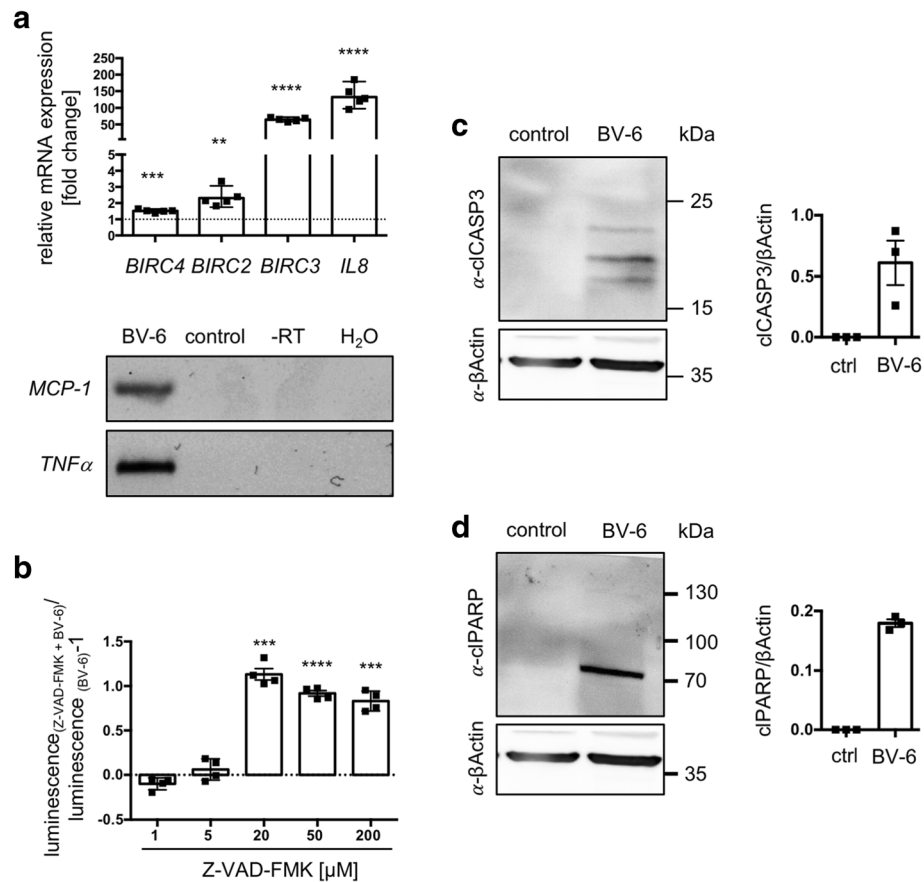 a
relative mRNA expression
[fold change]
250
200
150
100
50
5
4
3
2
1
0
***
**
****
****
BIRC4 BIRC2 BIRC3 IL8
BV-6 control -RT H2O
MCP-1
TNFα
b
luminescence(Z-VAD-FMK + BV-6)/
luminescence (BV-6)-1
1.5
1.0
0.5
0.0
-0.5
***
****
***
1 5 20 50 200
Z-VAD-FMK [µM]
c
control BV-6 kDa
α-clCASP3
25
15
α-βActin
35
clCASP3/βActin
1.0
0.5
0.0
ctrl BV-6
d
control BV-6 kDa
α-clPARP
130
100
70
α-βActin
35
clPARP/βActin
0.2
0.1
0.0
ctrl BV-6